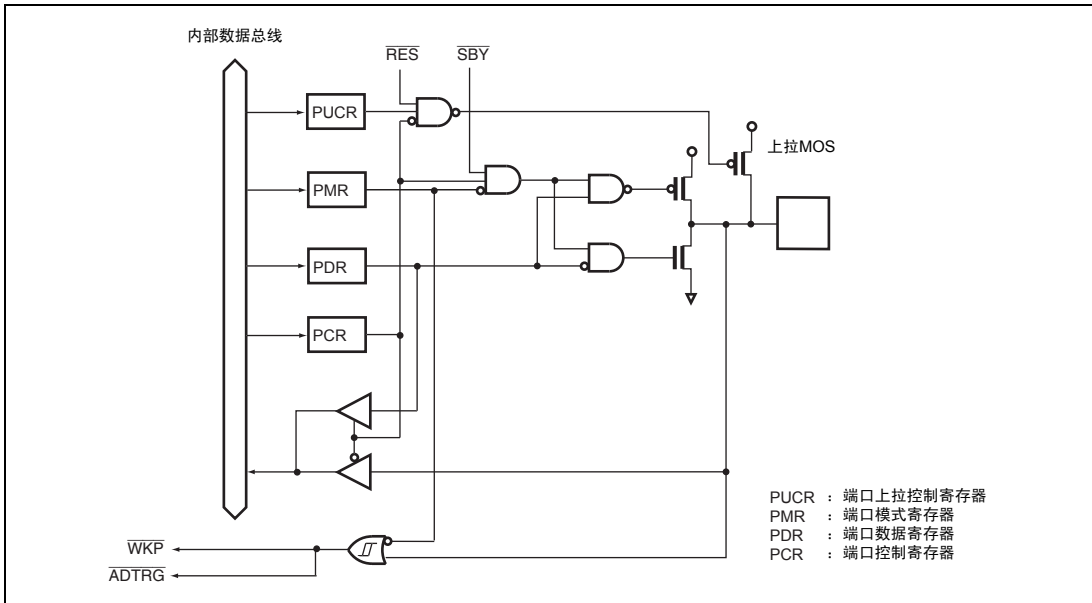 内部数据总线
RES
SBY
PUCR
上拉MOS
PMR
PDR
PCR
PUCR : 端口上拉控制寄存器
PMR : 端口模式寄存器
PDR : 端口数据寄存器
PCR : 端口控制寄存器
WKP
ADTRG